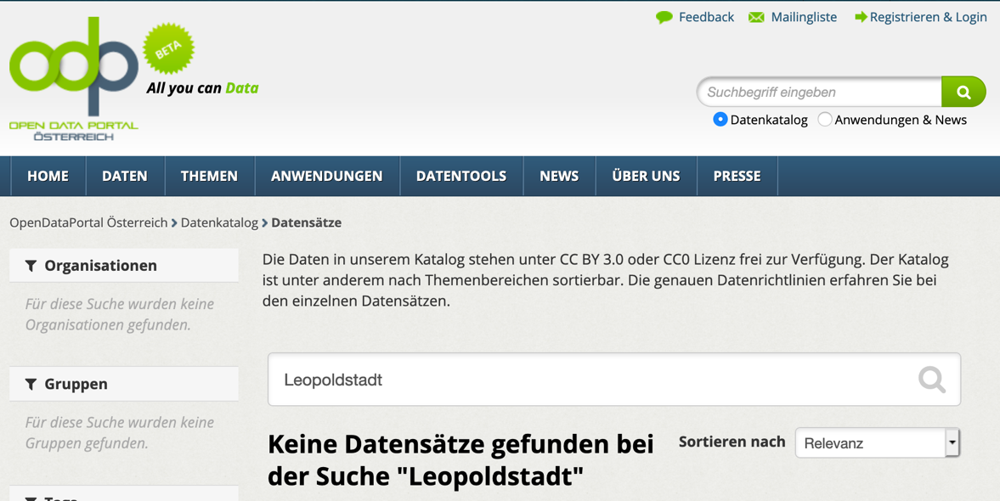 Feedback
Mailingliste
Registrieren & Login
odp
BETA
All you can Data
OPEN DATA PORTAL
ÖSTERREICH
Suchbegriff eingeben
Datenkatalog
Anwendungen & News
HOME
DATEN
THEMEN
ANWENDUNGEN
DATENTOOLS
NEWS
ÜBER UNS
PRESSE
OpenDataPortal Österreich › Datenkatalog › Datensätze
Organisationen
Für diese Suche wurden keine
Organisationen gefunden.
Gruppen
Für diese Suche wurden keine
Gruppen gefunden.
Tags
Die Daten in unserem Katalog stehen unter CC BY 3.0 oder CC0 Lizenz frei zur Verfügung. Der Katalog
ist unter anderem nach Themenbereichen sortierbar. Die genauen Datenrichtlinien erfahren Sie bei
den einzelnen Datensätzen.
Leopoldstadt
Keine Datensätze gefunden bei
der Suche "Leopoldstadt"
Sortieren nach
Relevanz